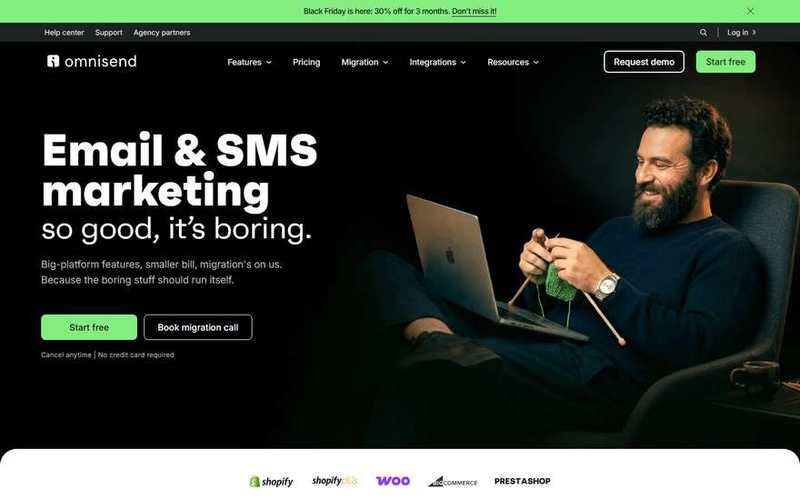 Black Friday is here: 30% off for 3 months. Don't miss it!
Help center Support Agency partners Log in
omnisend Features Pricing Migration Integrations Resources Request demo Start free
Email & SMS
marketing
so good, it's boring.
Big-platform features, smaller bill, migration's on us.
Because the boring stuff should run itself.
Start free Book migration call
Cancel anytime | No credit card required
shopify shopifyplus WOO BIGCOMMERCE PRESTASHOP